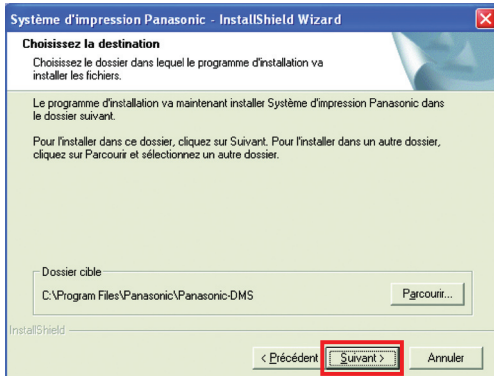 Système d'impression Panasonic - InstallShield Wizard
Choisissez la destination
Choisissez le dossier dans lequel le programme d'installation va
installer les fichiers.
Le programme d'installation va maintenant installer Système d'impression Panasonic dans
le dossier suivant.
Pour l'installer dans ce dossier, cliquez sur Suivant. Pour l'installer dans un autre dossier,
cliquez sur Parcourir et sélectionnez un autre dossier.
Dossier cible
C:\Program Files\Panasonic\Panasonic-DMS
Parcourir...
InstallShield
< Précédent
Suivant >
Annuler